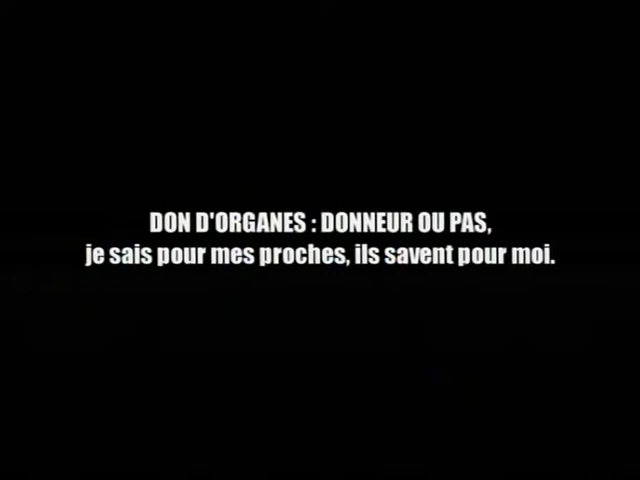 DON D'ORGANES : DONNEUR OU PAS,
je sais pour mes proches, ils savent pour moi.